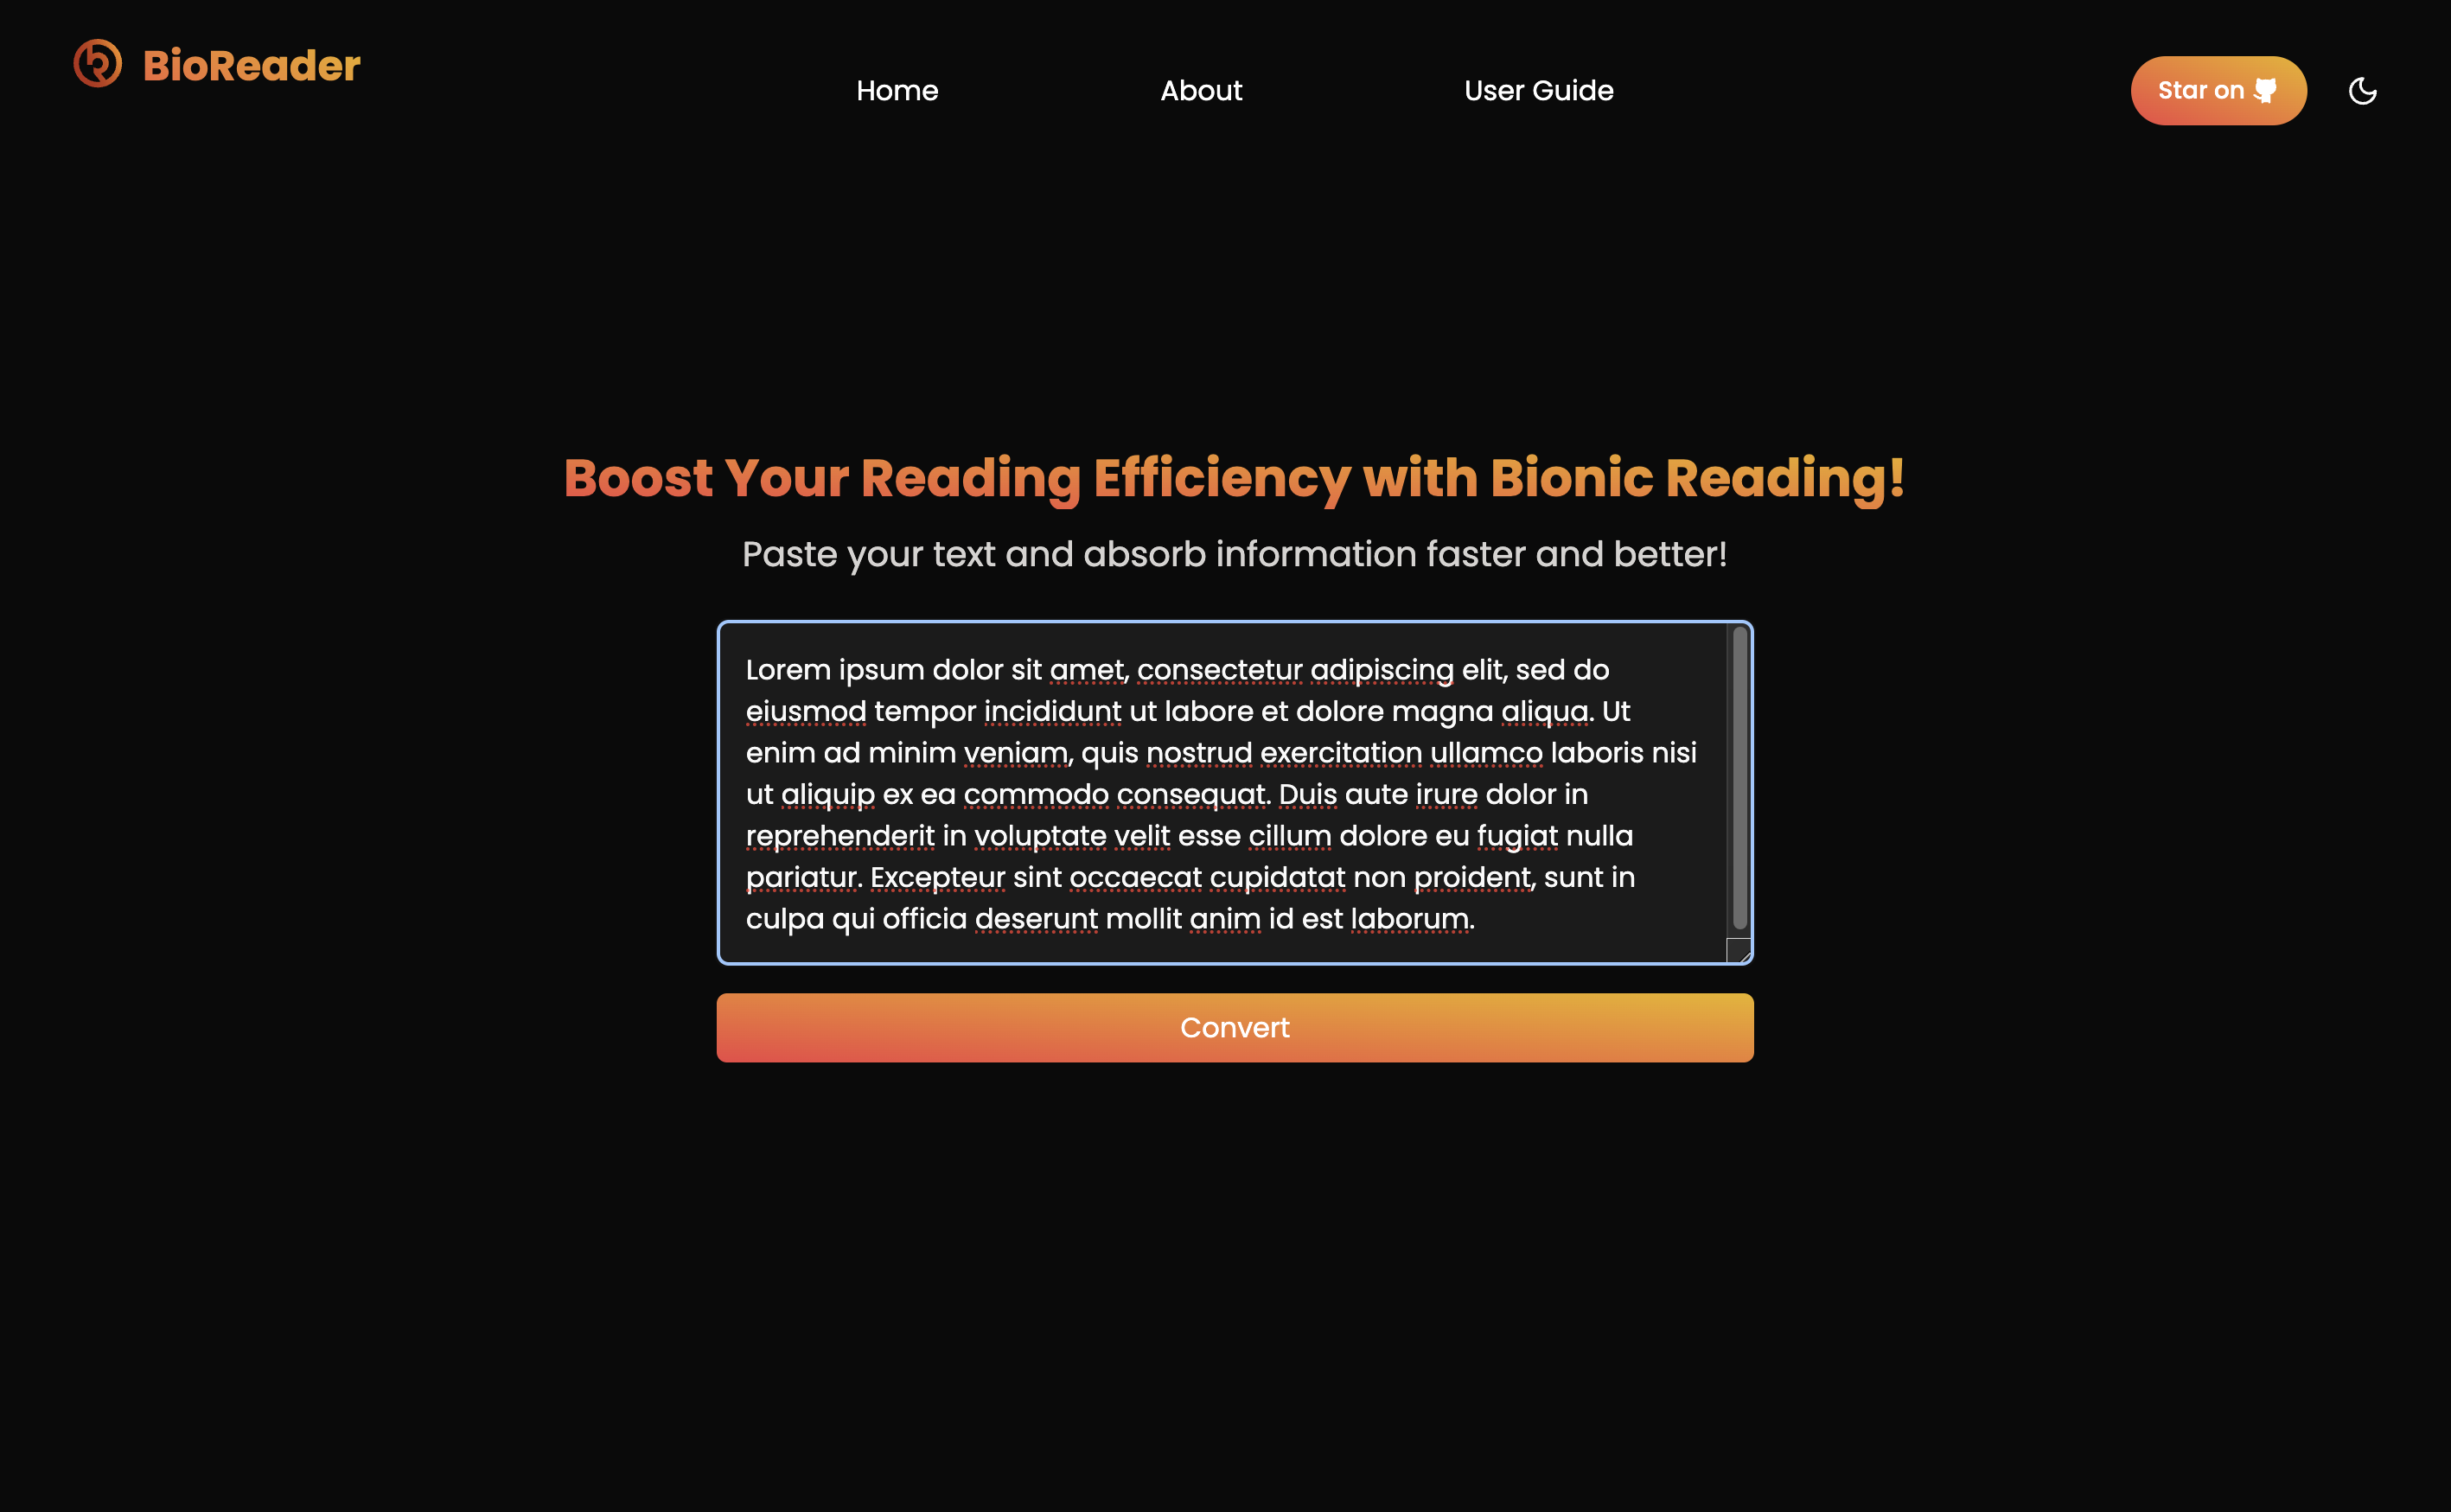 BioReader
Home
About
User Guide
Star on
Boost Your Reading Efficiency with Bionic Reading!
Paste your text and absorb information faster and better!
Lorem ipsum dolor sit amet, consectetur adipiscing elit, sed do
eiusmod tempor incididunt ut labore et dolore magna aliqua. Ut
enim ad minim veniam, quis nostrud exercitation ullamco laboris nisi
ut aliquip ex ea commodo consequat. Duis aute irure dolor in
reprehenderit in voluptate velit esse cillum dolore eu fugiat nulla
pariatur. Excepteur sint occaecat cupidatat non proident, sunt in
culpa qui officia deserunt mollit anim id est laborum.
Convert